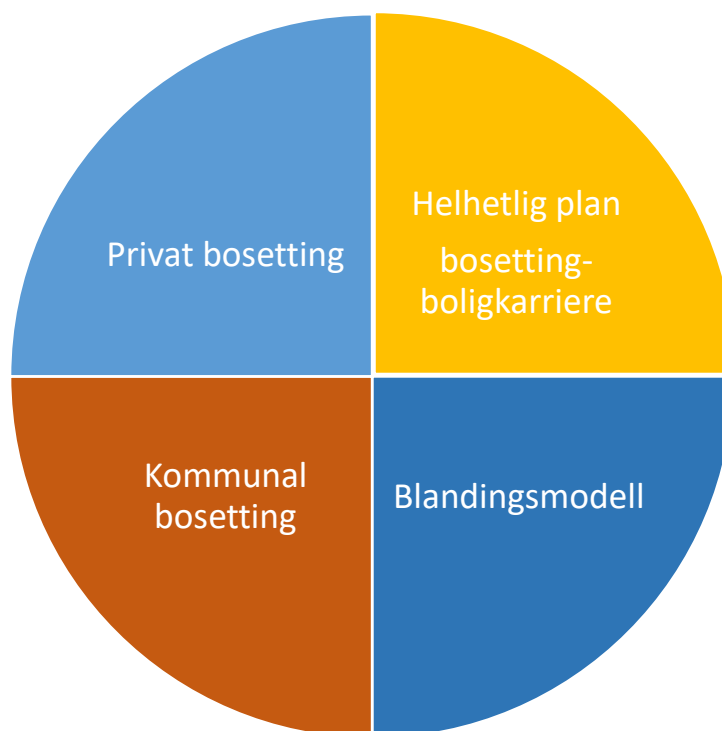 Privat bosetting
Helhetlig plan
bosetting-
boligkarriere
Kommunal
bosetting
Blandingsmodell